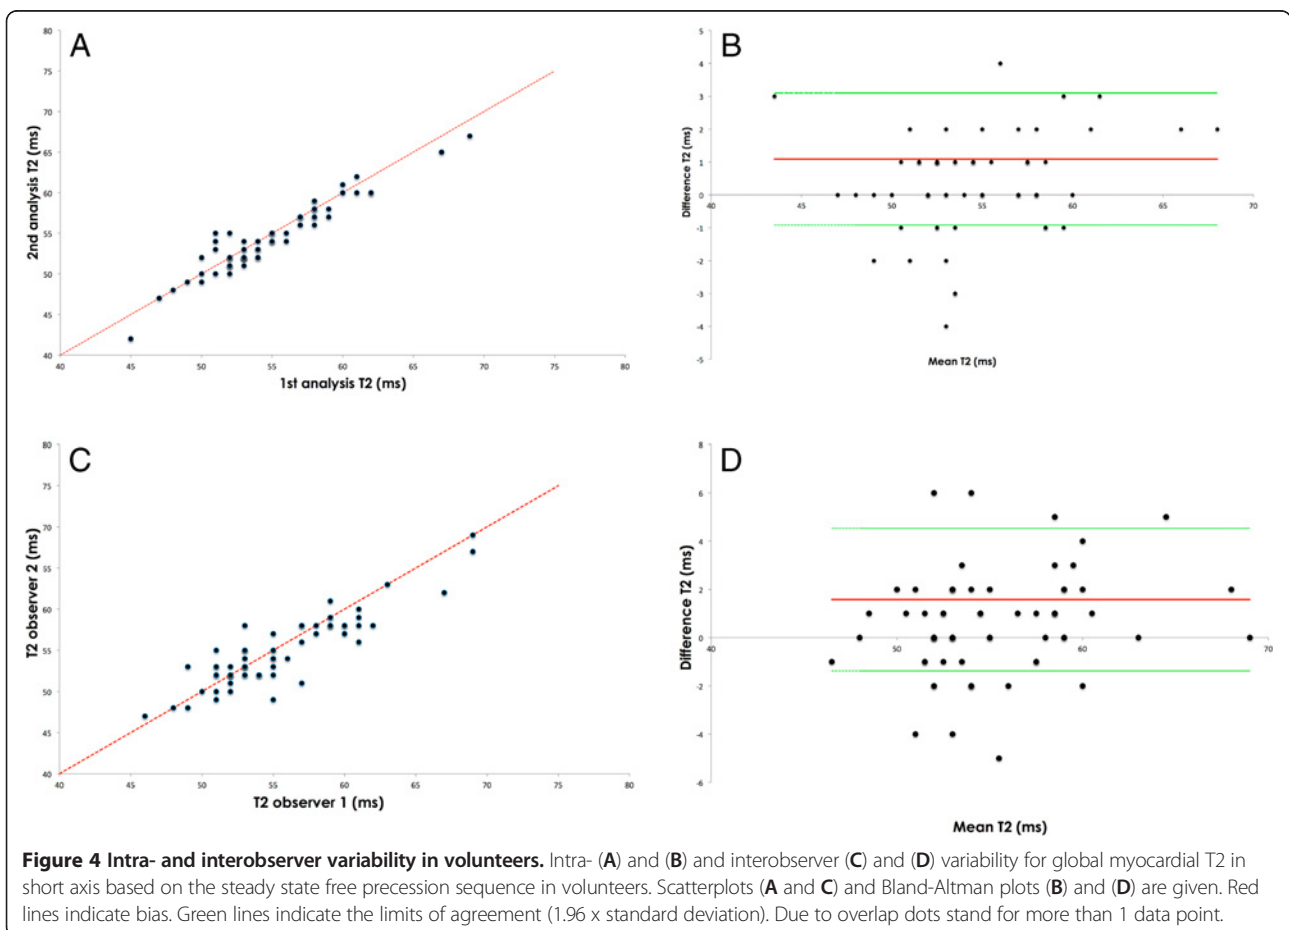 A
80
75
70
65
60
55
50
45
40
2nd analysis T2 (ms)
40 45 50 55 60 65 70 75 80
1st analysis T2 (ms)
B
5
4
3
2
1
0
-1
-2
-3
-4
-5
Difference T2 (ms)
40 45 50 55 60 65 70
Mean T2 (ms)
C
80
75
70
65
60
55
50
45
40
T2 observer 2 (ms)
40 45 50 55 60 65 70 75 80
T2 observer 1 (ms)
D
8
6
4
2
0
-2
-4
-6
Difference T2 (ms)
40 50 60 70
Mean T2 (ms)
Figure 4 Intra- and interobserver variability in volunteers. Intra- (A) and (B) and interobserver (C) and (D) variability for global myocardial T2 in
short axis based on the steady state free precession sequence in volunteers. Scatterplots (A and C) and Bland-Altman plots (B) and (D) are given. Red
lines indicate bias. Green lines indicate the limits of agreement (1.96 x standard deviation). Due to overlap dots stand for more than 1 data point.